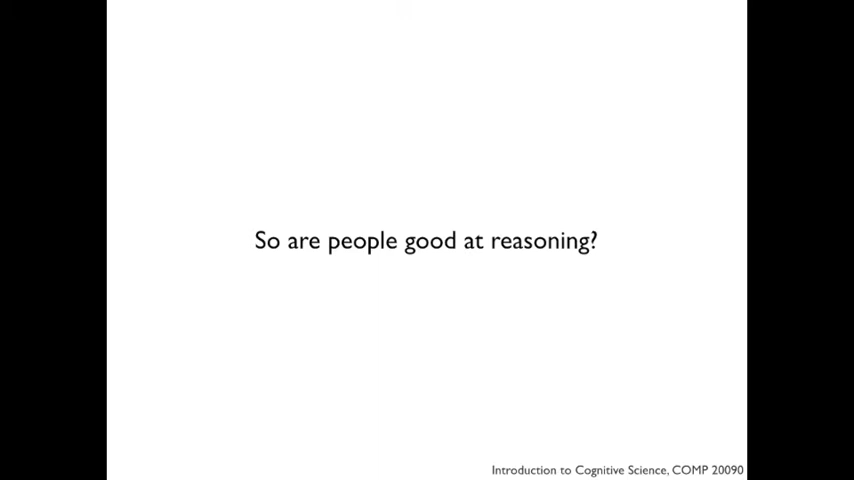 So are people good at reasoning?
Introduction to Cognitive Science, COMP 20090